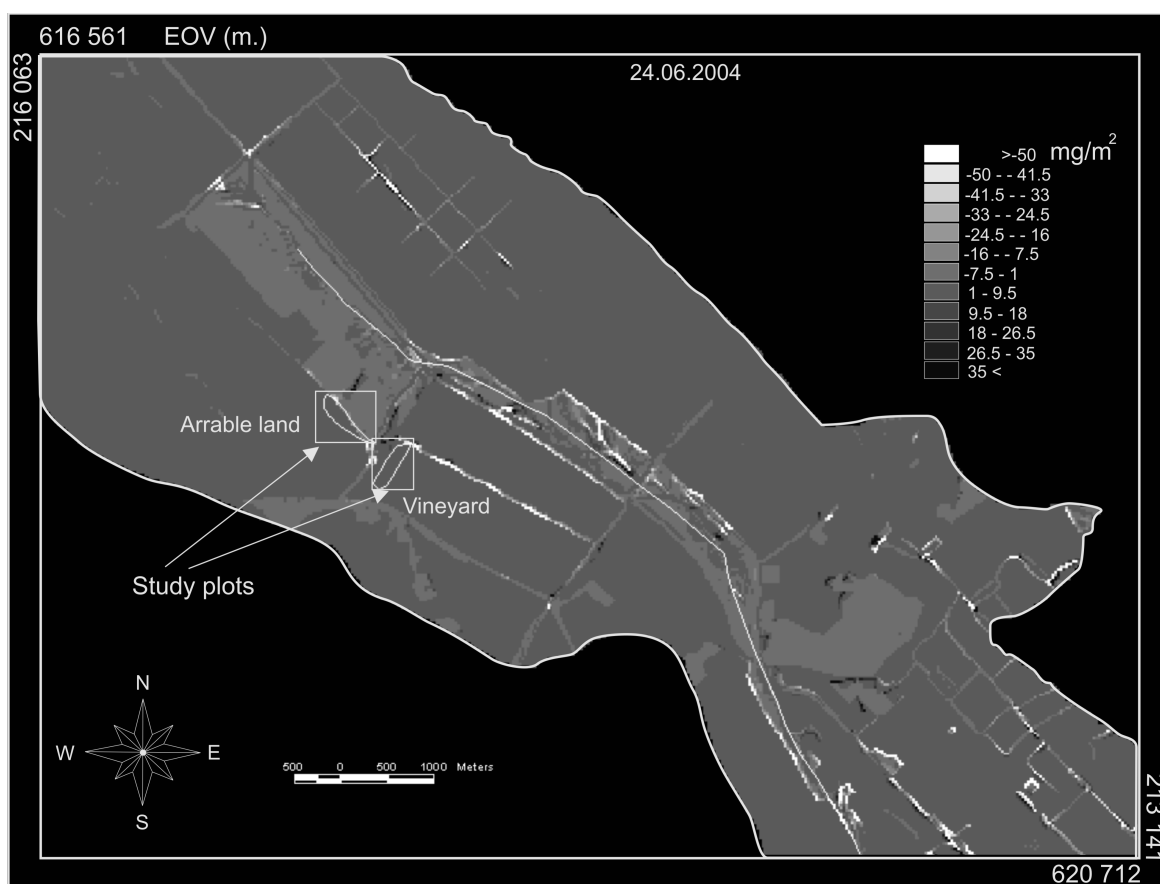 616 561 EOV (m.)
216 063
24.06.2004
mg/m2
>-50
-50 - - 41.5
-41.5 - - 33
-33 - - 24.5
-24.5 - - 16
-16 - - 7.5
-7.5 - 1
1 - 9.5
9.5 - 18
18 - 26.5
26.5 - 35
35 <
Arrable land
Vineyard
Study plots
N
W E
S
500 0 500 1000 Meters
213 141
620 712